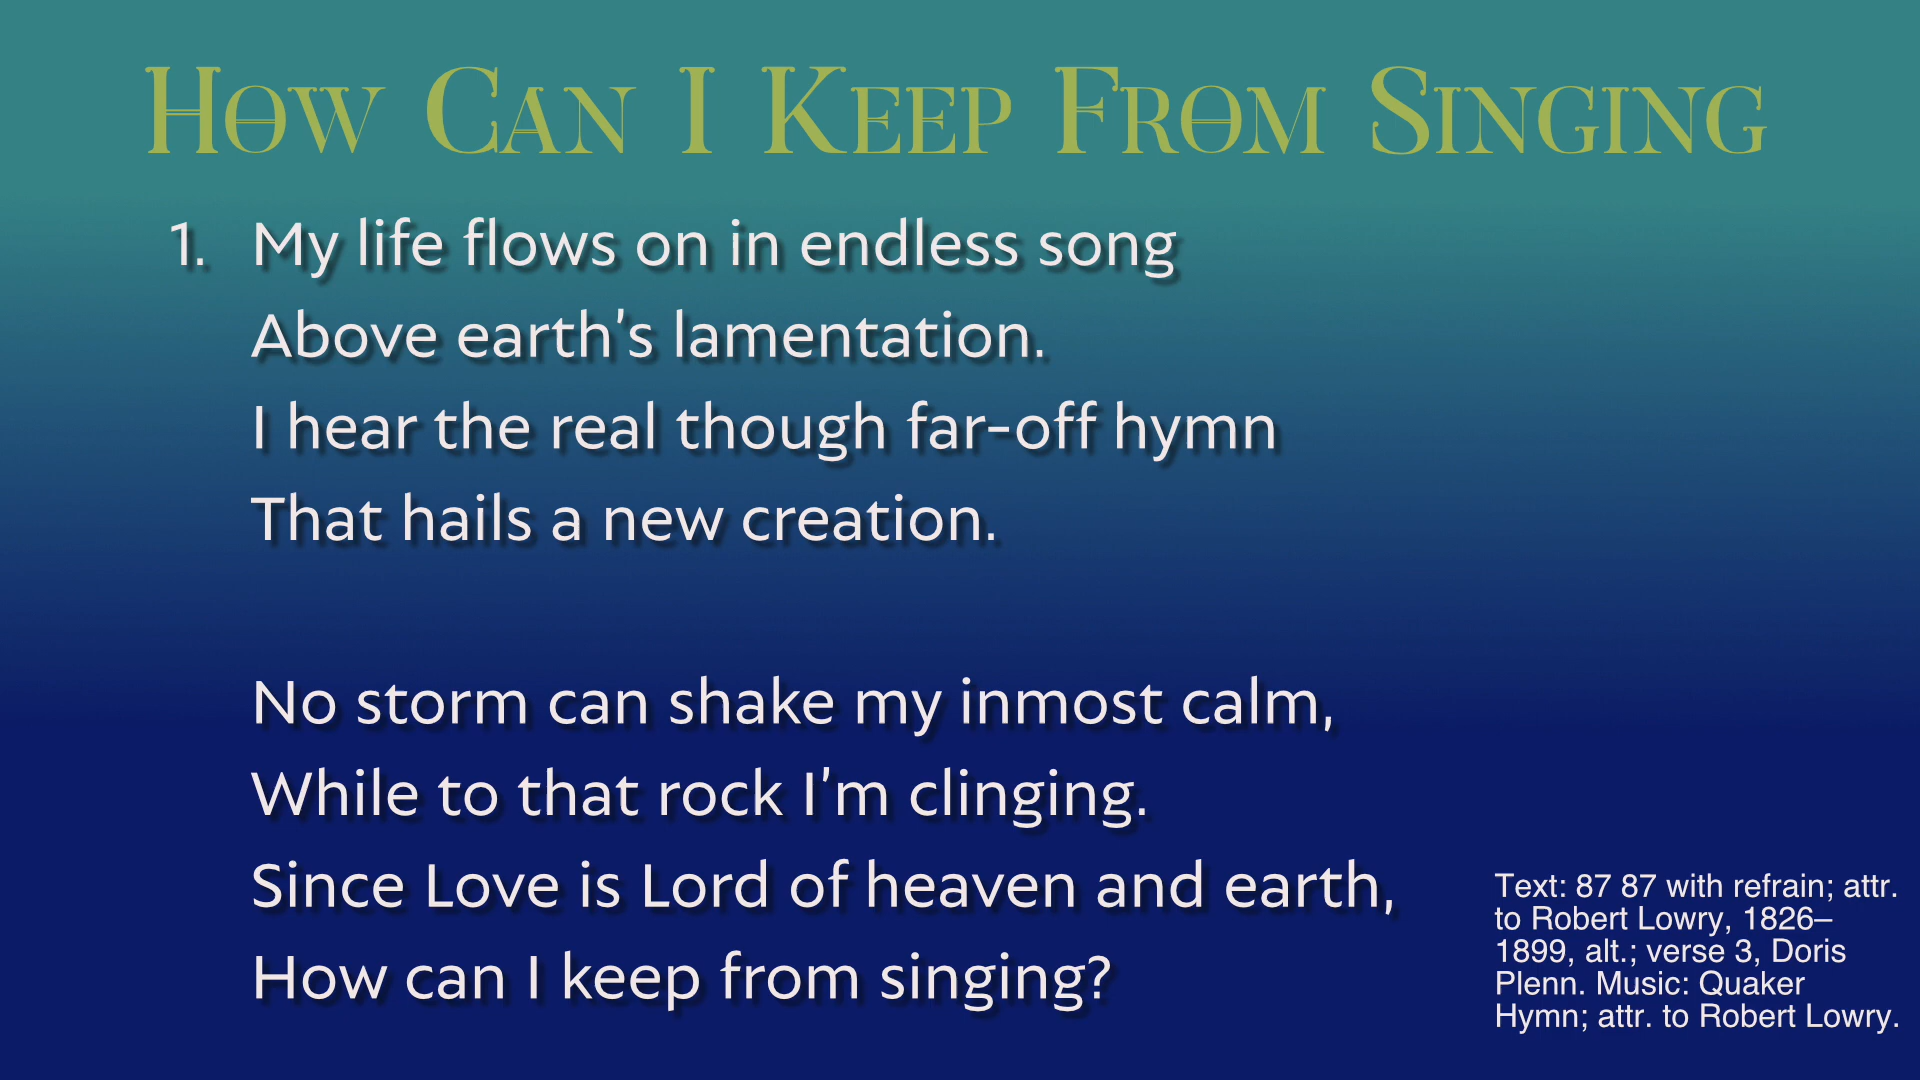 How Can I Keep From Singing
1. My life flows on in endless song
Above earth's lamentation.
I hear the real though far-off hymn
That hails a new creation.
No storm can shake my inmost calm,
While to that rock I'm clinging.
Since Love is Lord of heaven and earth,
How can I keep from singing?
Text: 87 87 with refrain; attr.
to Robert Lowry, 1826–
1899, alt.; verse 3, Doris
Plenn. Music: Quaker
Hymn; attr. to Robert Lowry.